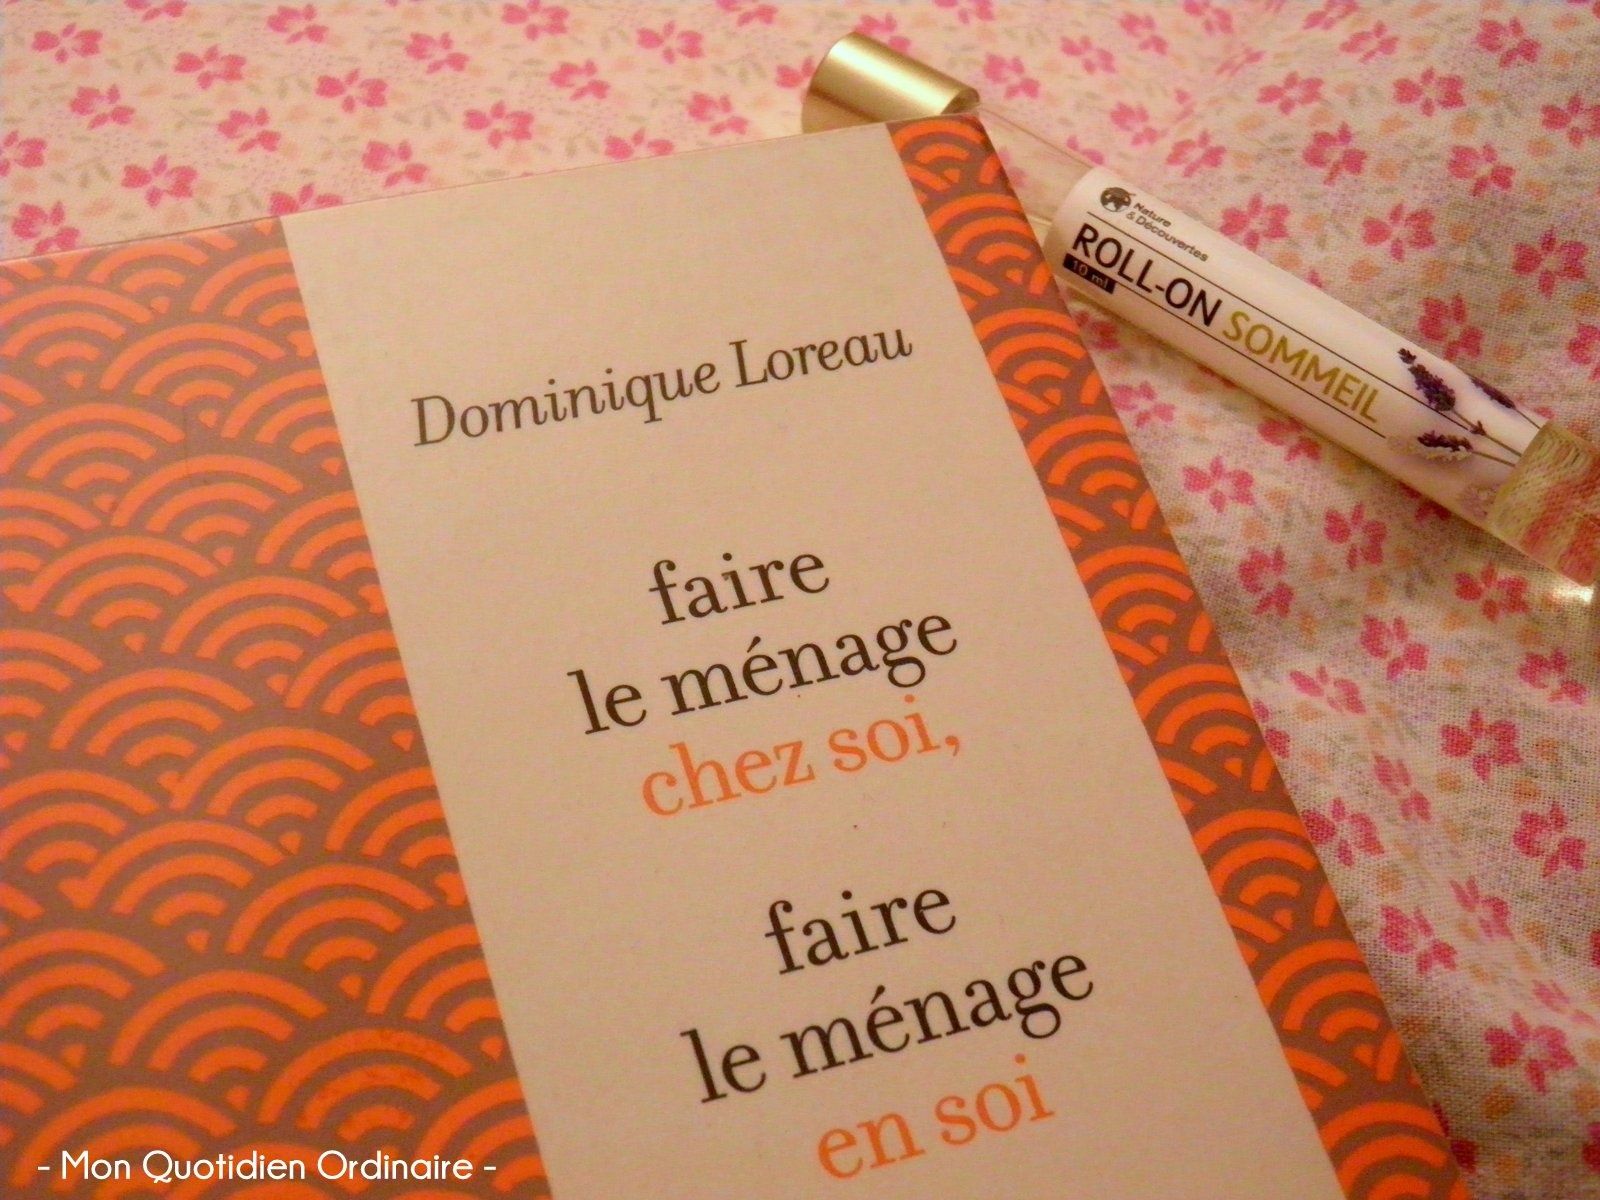 Dominique Loreau
faire
le ménage
chez soi,
faire
le ménage
en soi
Nature
& Découvertes
ROLL-ON SOMMEIL
10 ml
- Mon Quotidien Ordinaire -